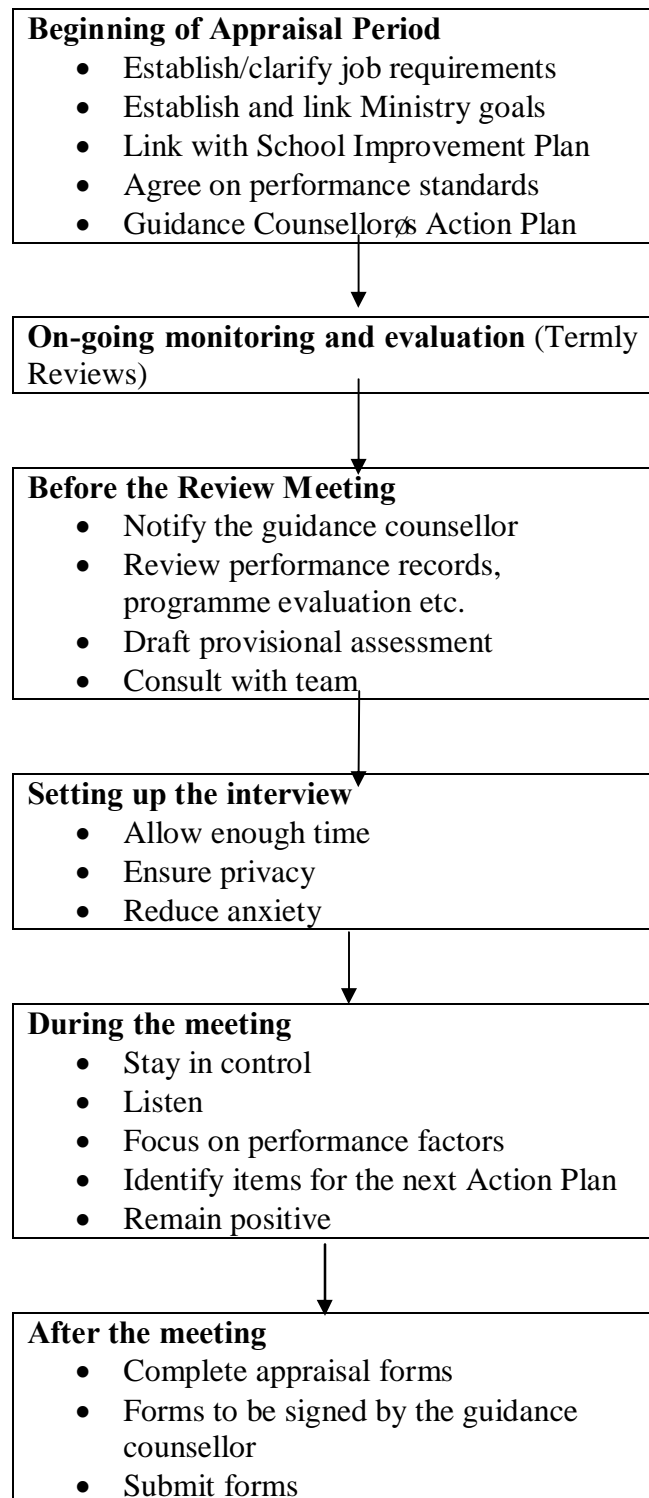 Beginning of Appraisal Period
• Establish/clarify job requirements
• Establish and link Ministry goals
• Link with School Improvement Plan
• Agree on performance standards
• Guidance Counsellorøs Action Plan
On-going monitoring and evaluation (Termly
Reviews)
Before the Review Meeting
• Notify the guidance counsellor
• Review performance records,
programme evaluation etc.
• Draft provisional assessment
• Consult with team
Setting up the interview
• Allow enough time
• Ensure privacy
• Reduce anxiety
During the meeting
• Stay in control
• Listen
• Focus on performance factors
• Identify items for the next Action Plan
• Remain positive
After the meeting
• Complete appraisal forms
• Forms to be signed by the guidance
counsellor
• Submit forms